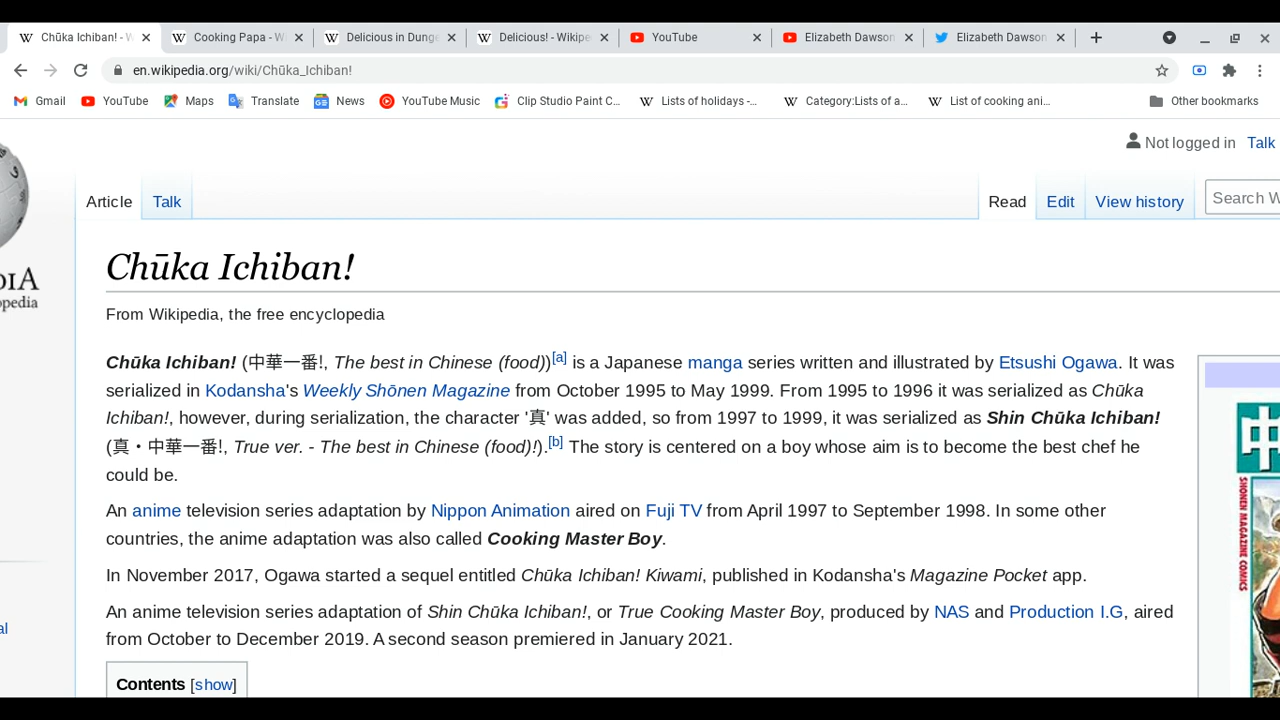 Chūka Ichiban! - W
Cooking Papa - Wi
Delicious in Dunge
Delicious! - Wikipe
YouTube
Elizabeth Dawson
Elizabeth Dawson
en.wikipedia.org/wiki/Chūka_Ichiban!
Gmail YouTube Maps Translate News YouTube Music Clip Studio Paint C... Lists of holidays -... Category:Lists of a... List of cooking ani... Other bookmarks
Not logged in Talk
Article Talk Read Edit View history Search W
Chūka Ichiban!
From Wikipedia, the free encyclopedia
Chūka Ichiban! (中華一番!, The best in Chinese (food))[a] is a Japanese manga series written and illustrated by Etsushi Ogawa. It was
serialized in Kodansha's Weekly Shōnen Magazine from October 1995 to May 1999. From 1995 to 1996 it was serialized as Chūka
Ichiban!, however, during serialization, the character '真' was added, so from 1997 to 1999, it was serialized as Shin Chūka Ichiban!
(真・中華一番!, True ver. - The best in Chinese (food)!).[b] The story is centered on a boy whose aim is to become the best chef he
could be.
An anime television series adaptation by Nippon Animation aired on Fuji TV from April 1997 to September 1998. In some other
countries, the anime adaptation was also called Cooking Master Boy.
In November 2017, Ogawa started a sequel entitled Chūka Ichiban! Kiwami, published in Kodansha's Magazine Pocket app.
An anime television series adaptation of Shin Chūka Ichiban!, or True Cooking Master Boy, produced by NAS and Production I.G, aired
from October to December 2019. A second season premiered in January 2021.
Contents [show]
DIA
opedia
al
中
SHONEN MAGAZINE COMICS